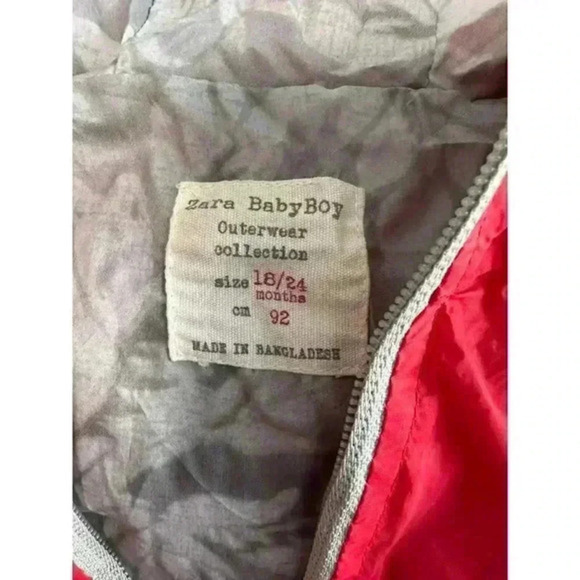 Zara BabyBoy
Outerwear
collection
size 18/24
months
cm 92
MADE IN BANGLADESH